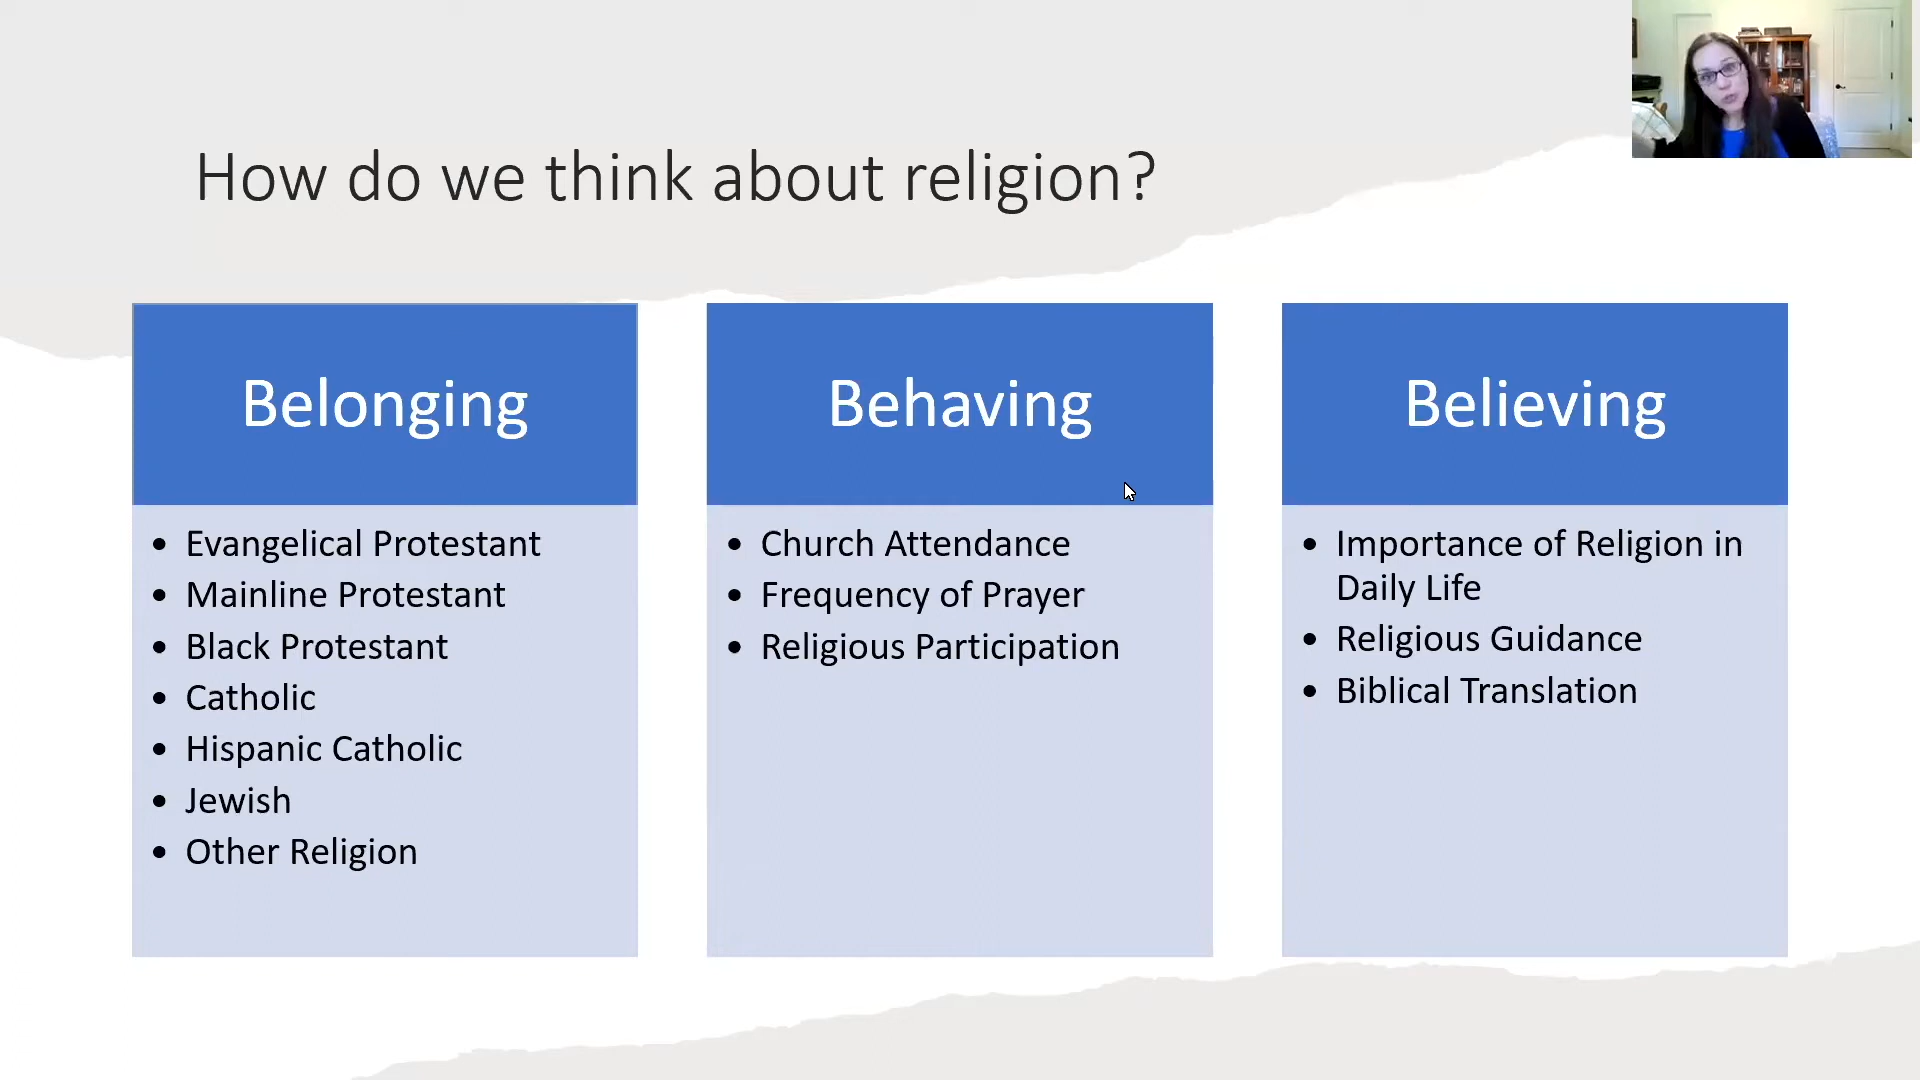 How do we think about religion?
Belonging
• Evangelical Protestant
• Mainline Protestant
• Black Protestant
• Catholic
• Hispanic Catholic
• Jewish
• Other Religion
Behaving
• Church Attendance
• Frequency of Prayer
• Religious Participation
Believing
• Importance of Religion in
Daily Life
• Religious Guidance
• Biblical Translation